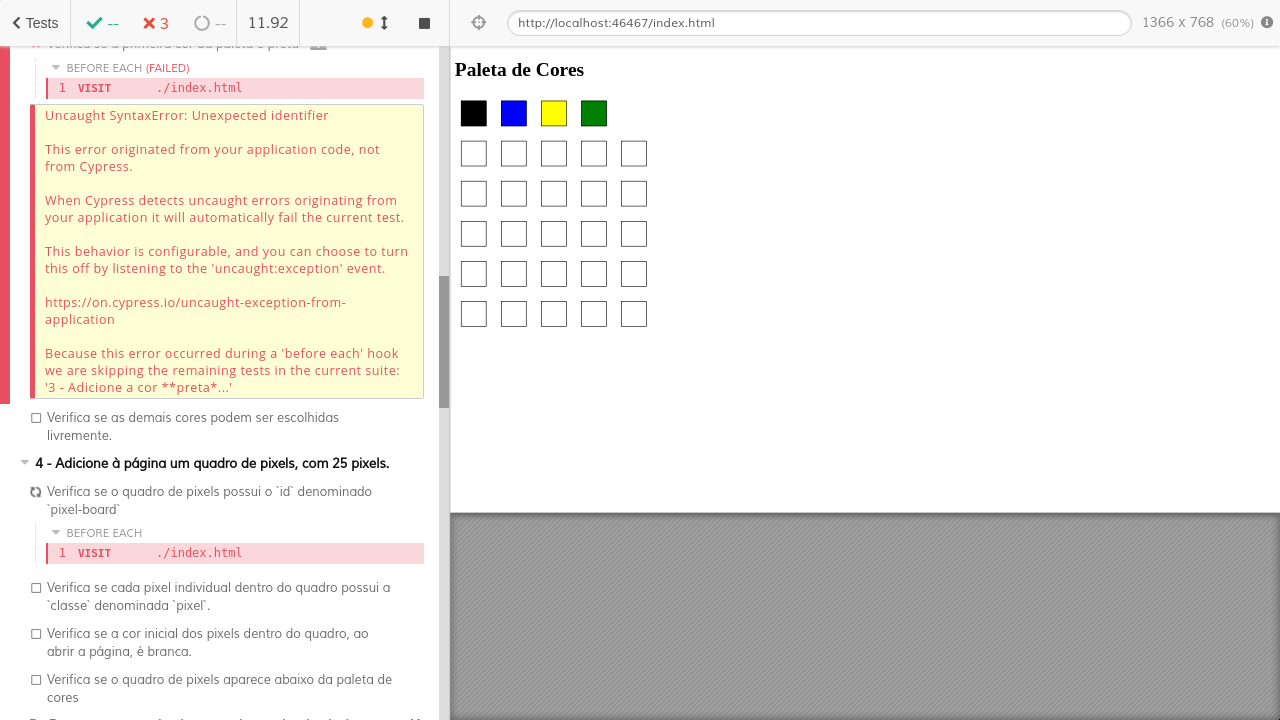 Tests
--
3
--
11.92
http://localhost:46467/index.html
1366 x 768 (60%)
Verifica se a primeira cor da paleta é preta
BEFORE EACH (FAILED)
1 VISIT ./index.html
Uncaught SyntaxError: Unexpected identifier
This error originated from your application code, not
from Cypress.
When Cypress detects uncaught errors originating from
your application it will automatically fail the current test.
This behavior is configurable, and you can choose to turn
this off by listening to the 'uncaught:exception' event.
https://on.cypress.io/uncaught-exception-from-
application
Because this error occurred during a 'before each' hook
we are skipping the remaining tests in the current suite:
'3 - Adicione a cor **preta*...'
Verifica se as demais cores podem ser escolhidas
livremente.
4 - Adicione à página um quadro de pixels, com 25 pixels.
Verifica se o quadro de pixels possui o `id` denominado
`pixel-board`
BEFORE EACH
1 VISIT ./index.html
Verifica se cada pixel individual dentro do quadro possui a
`classe` denominada `pixel`.
Verifica se a cor inicial dos pixels dentro do quadro, ao
abrir a página, é branca.
Verifica se o quadro de pixels aparece abaixo da paleta de
cores
Paleta de Cores